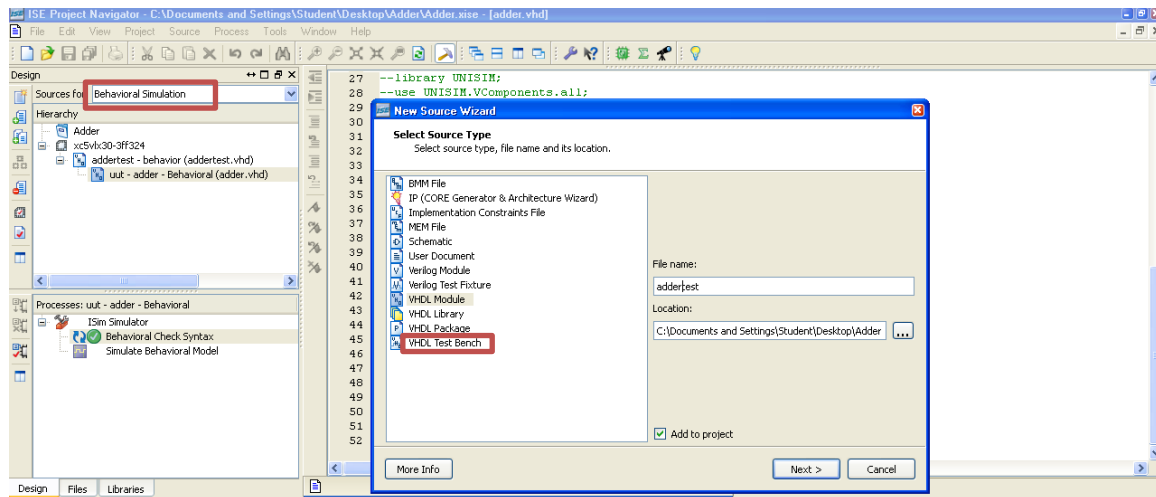 ISE Project Navigator - C:\Documents and Settings\Student\Desktop\Adder\Adder.xise - [adder.vhd]
File Edit View Project Source Process Tools Window Help
Design
Sources for Behavioral Simulation
Hierarchy
Adder
xc5vlx30-3ff324
addertest - behavior (addertest.vhd)
uut - adder - Behavioral (adder.vhd)
Processes: uut - adder - Behavioral
ISim Simulator
Behavioral Check Syntax
Simulate Behavioral Model
Design Files Libraries
27 --library UNISIM;
28 --use UNISIM.VComponents.all;
29
30
31
32
33
34
35
36
37
38
39
40
41
42
43
44
45
46
47
48
49
50
51
52
New Source Wizard
Select Source Type
Select source type, file name and its location.
BMM File
IP (CORE Generator & Architecture Wizard)
Implementation Constraints File
MEM File
Schematic
User Document
Verilog Module
Verilog Test Fixture
VHDL Module
VHDL Library
VHDL Package
VHDL Test Bench
File name:
addertest
Location:
C:\Documents and Settings\Student\Desktop\Adder ...
Add to project
More Info Next > Cancel